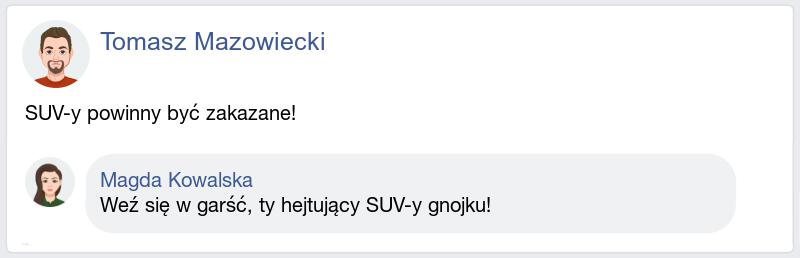 Tomasz Mazowiecki
SUV-y powinny być zakazane!
Magda Kowalska
Weź się w garść, ty hejtujący SUV-y gnojku!